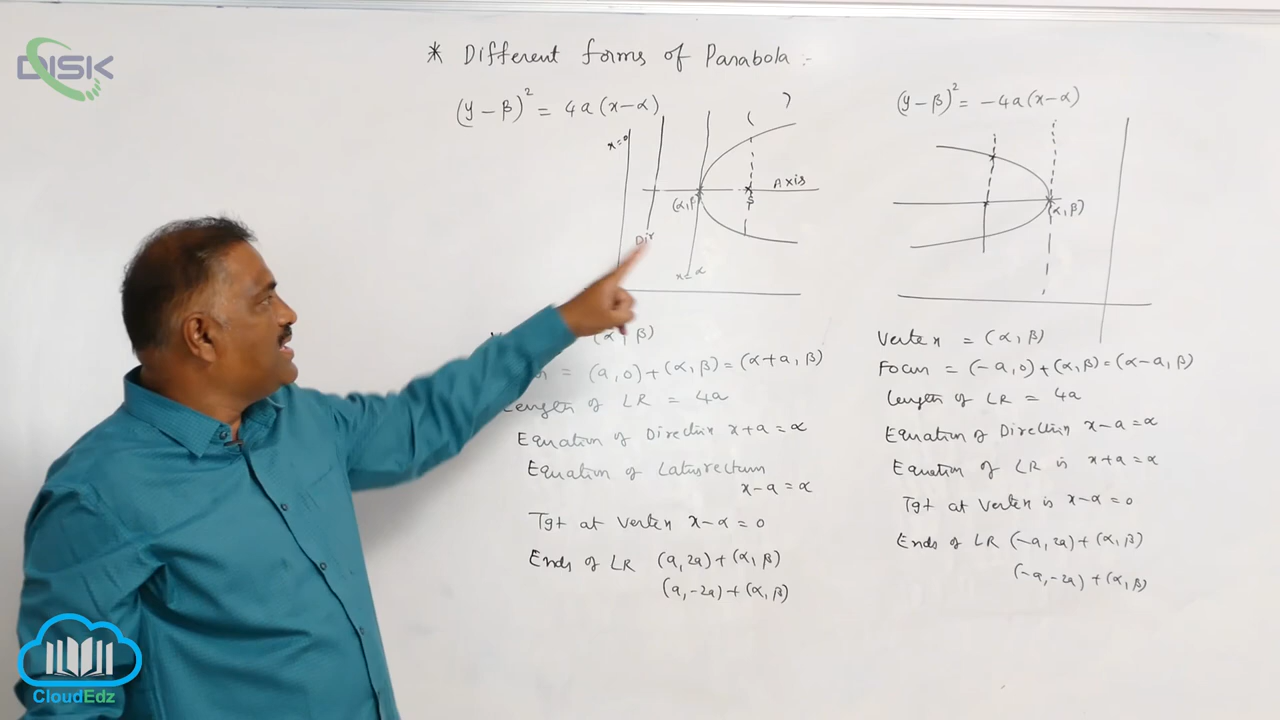 DISK
* Different forms of Parabola :-
(y-β)² = 4a(x-α)
x=0
(α,β
S
Axis
Dir
x=α
(α, β)
= (a,0)+(α,β)=(α+a, β)
Length of LR = 4a
Equation of Directrix x+a=α
Equation of Latusrectum
x-a=α
Tgt at vertex x-α=0
Ends of LR (a,2a)+(α,β)
(a,-2a)+(α,β)
(y-β)² = -4a(x-α)
(α,β)
Vertex = (α,β)
Focus = (-a,0)+(α,β)=(α-a, β)
Length of LR = 4a
Equation of Directrix x-a=α
Equation of LR is x+a=α
Tgt at vertex is x-α=0
Ends of LR (-a,2a)+(α,β)
(-a,-2a)+(α,β)
CloudEdz